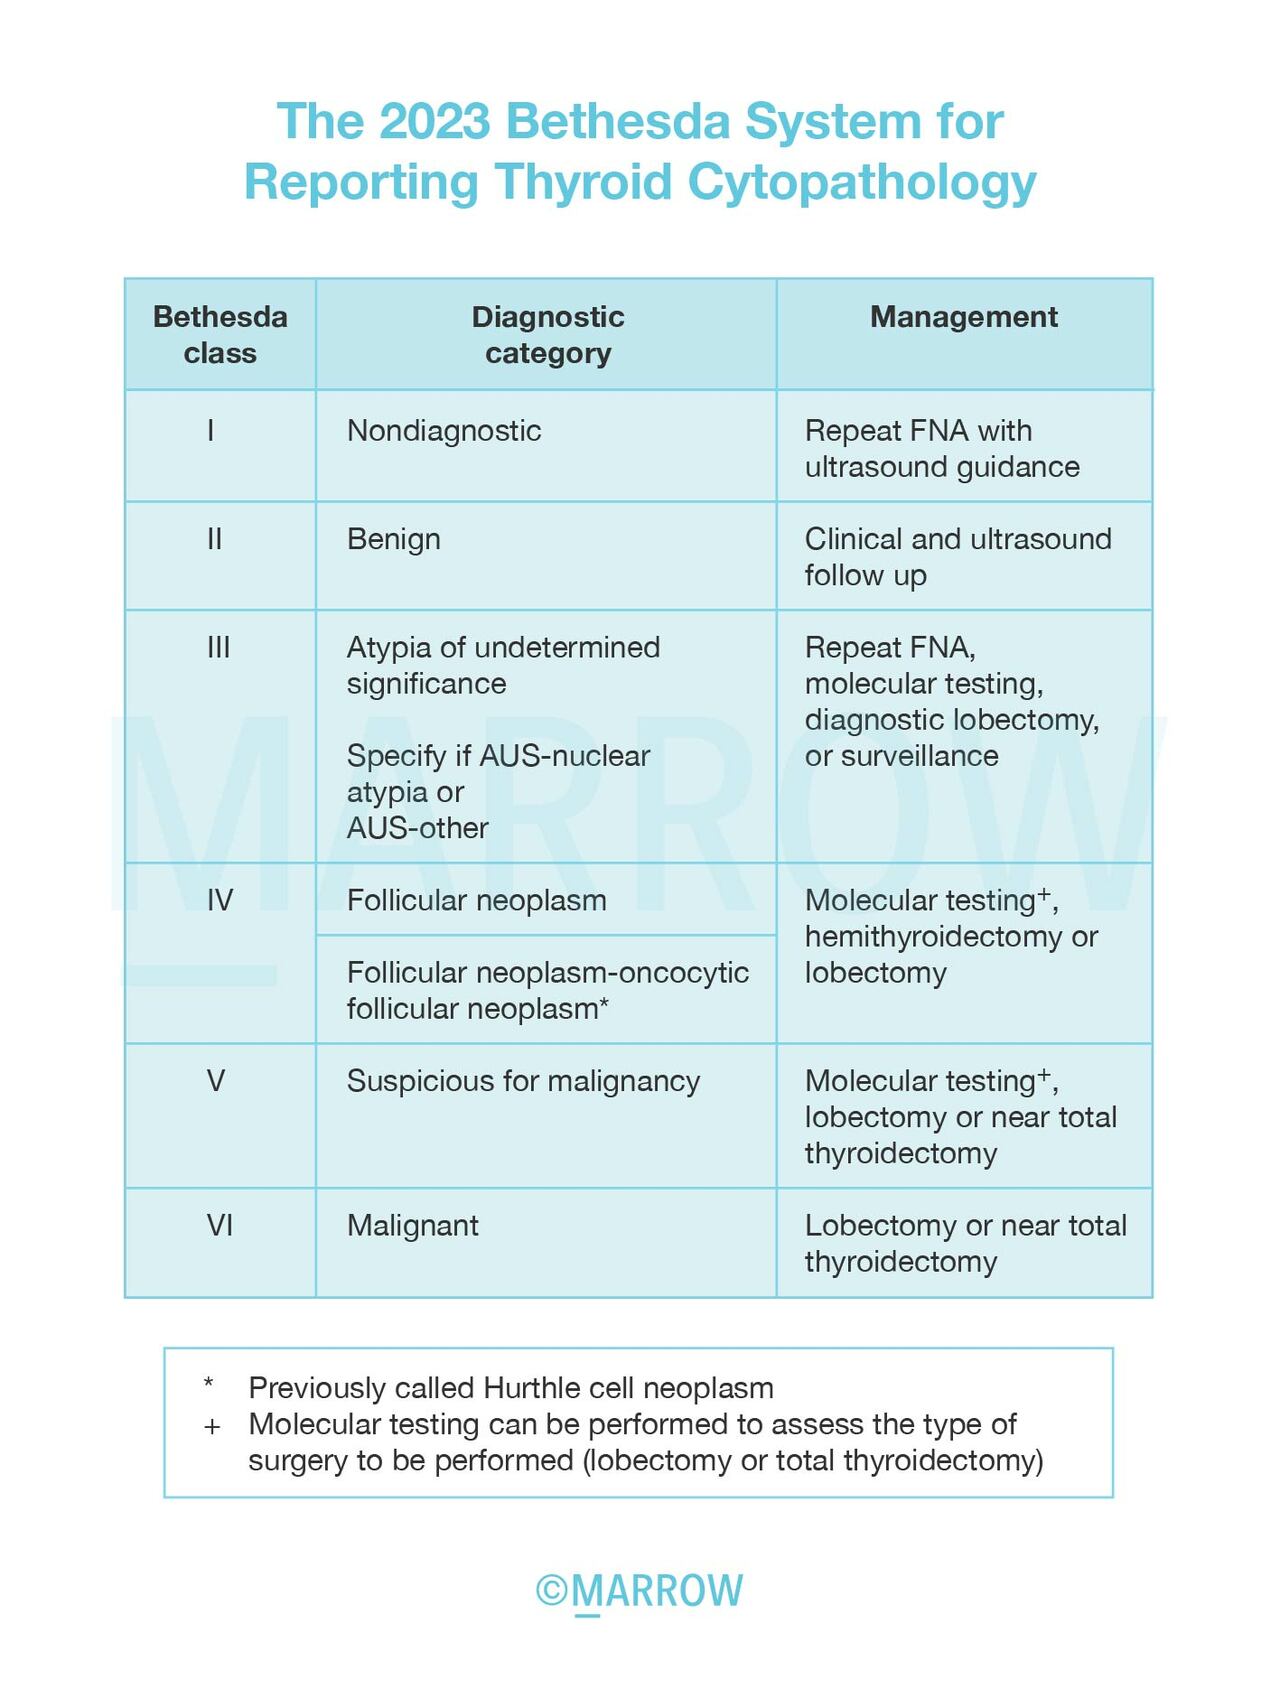 The 2023 Bethesda System for
Reporting Thyroid Cytopathology
Bethesda
class
Diagnostic
category
Management
I
Nondiagnostic
Repeat FNA with
ultrasound guidance
II
Benign
Clinical and ultrasound
follow up
III
Atypia of undetermined
significance
Specify if AUS-nuclear
atypia or
AUS-other
Repeat FNA,
molecular testing,
diagnostic lobectomy,
or surveillance
IV
Follicular neoplasm
Follicular neoplasm-oncocytic
follicular neoplasm*
Molecular testing+,
hemithyroidectomy or
lobectomy
V
Suspicious for malignancy
Molecular testing+,
lobectomy or near total
thyroidectomy
VI
Malignant
Lobectomy or near total
thyroidectomy
MARROW
* Previously called Hurthle cell neoplasm
+ Molecular testing can be performed to assess the type of
surgery to be performed (lobectomy or total thyroidectomy)
©MARROW